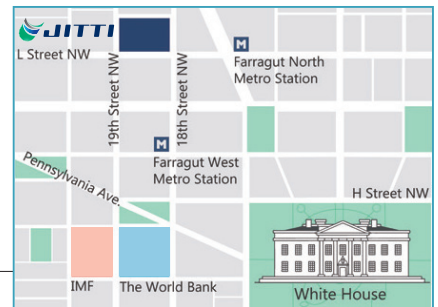 JITTI
L Street NW
19th Street NW
18th Street NW
M
Farragut North
Metro Station
M
Farragut West
Metro Station
Pennsylvania Ave.
H Street NW
IMF
The World Bank
White House